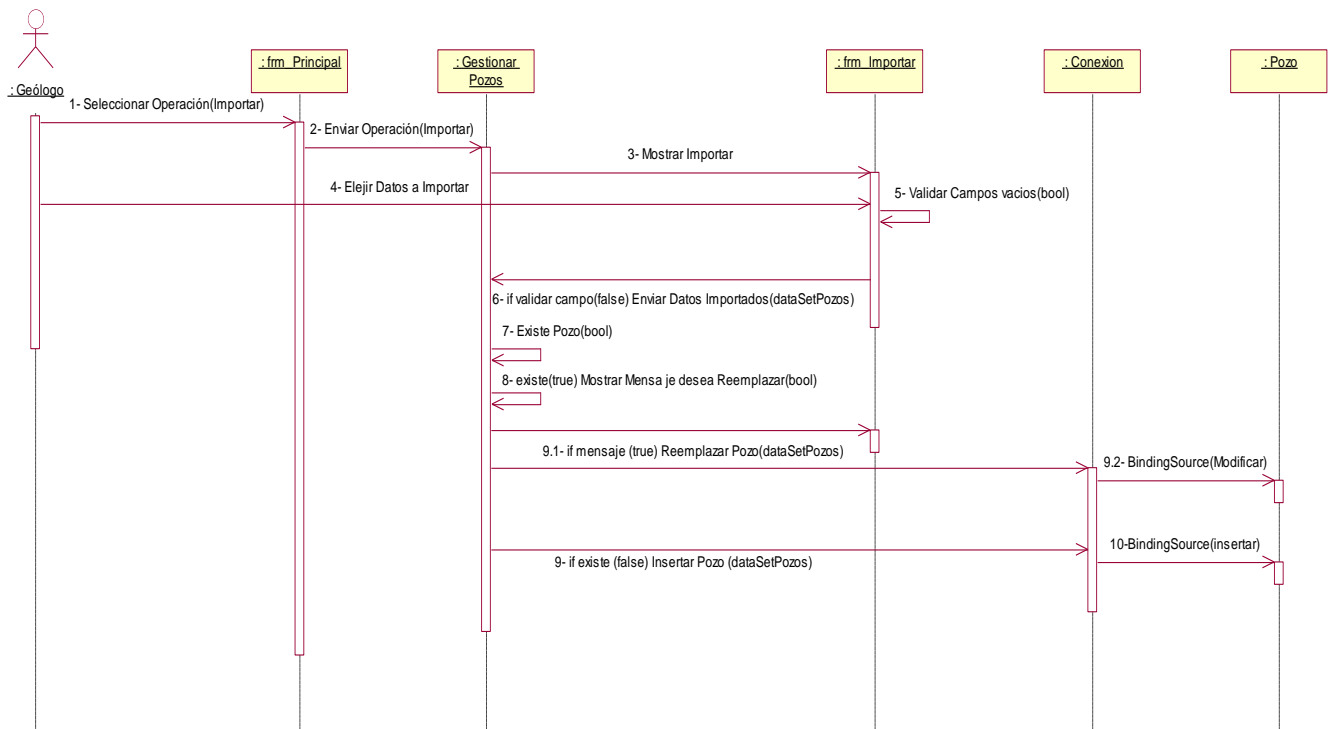 : frm_Principal
: Gestionar
Pozos
: frm_Importar
: Conexion
: Pozo
: Geólogo
1- Seleccionar Operación(Importar)
2- Enviar Operación(Importar)
3- Mostrar Importar
4- Elejir Datos a Importar
5- Validar Campos vacios(bool)
6- if validar campo(false) Enviar Datos Importados(dataSetPozos)
7- Existe Pozo(bool)
8- existe(true) Mostrar Mensa je desea Reemplazar(bool)
9.1- if mensaje (true) Reemplazar Pozo(dataSetPozos)
9.2- BindingSource(Modificar)
10-BindingSource(insertar)
9- if existe (false) Insertar Pozo (dataSetPozos)